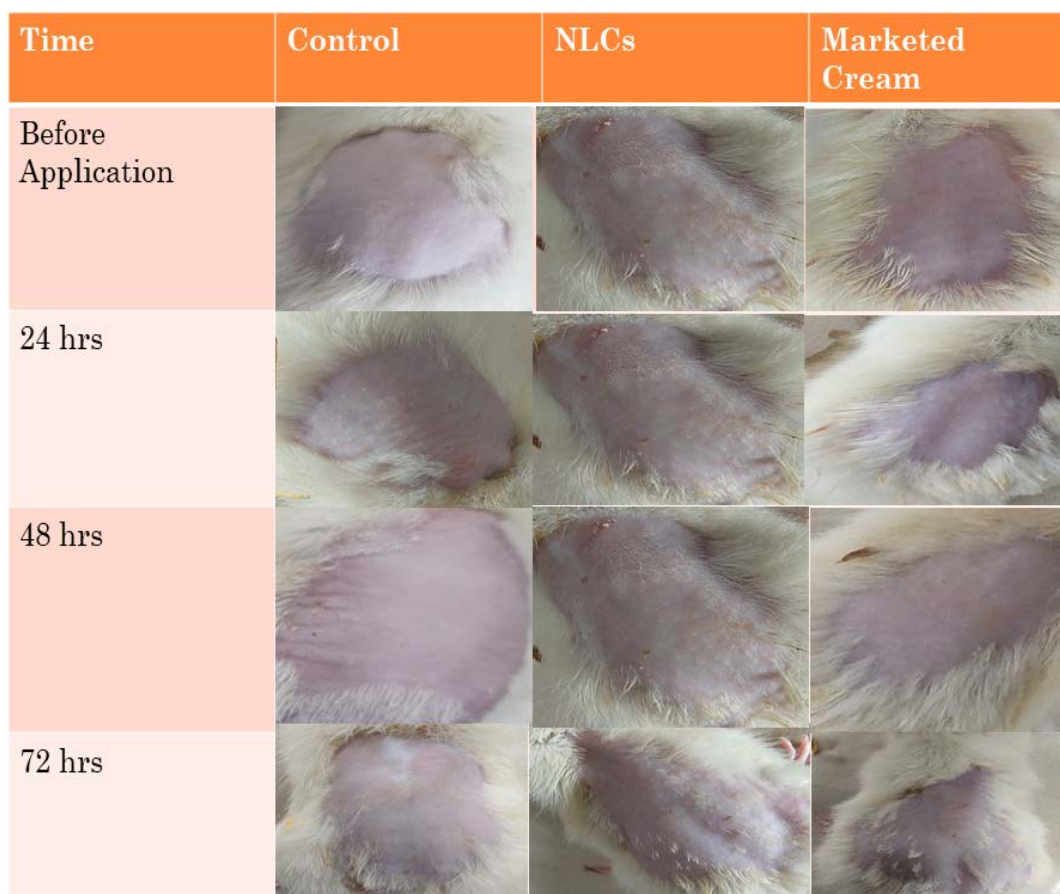 Time
Control
NLCs
Marketed
Cream
Before
Application
24 hrs
48 hrs
72 hrs